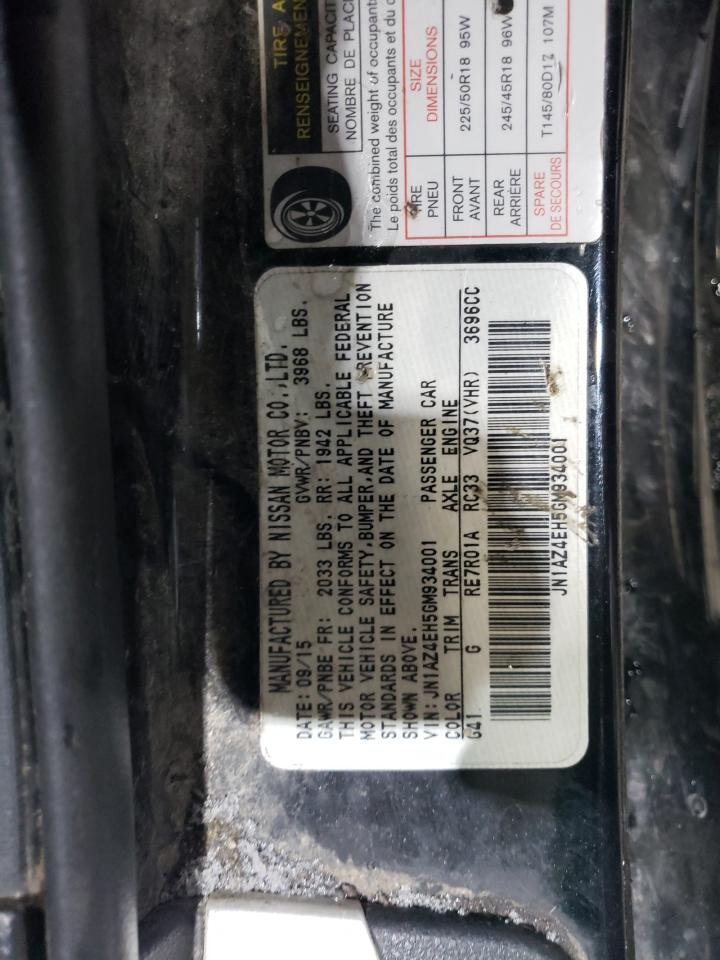 TIRE A
RENSEIGNEMEN
SEATING CAPACIT
NOMBRE DE PLAC
The combined weight of occupant
Le poids total des occupants et du c
TIRE SIZE
PNEU DIMENSIONS
FRONT
AVANT 225/50R18 95W
REAR
ARRIÈRE 245/45R18 96W
SPARE
DE SECOURS T145/80D17 107M
MANUFACTURED BY NISSAN MOTOR CO.,LTD.
DATE: 09/15 GVWR/PNBV: 3968 LBS.
GAWR/PNBE FR: 2033 LBS. RR: 1942 LBS.
THIS VEHICLE CONFORMS TO ALL APPLICABLE FEDERAL
MOTOR VEHICLE SAFETY,BUMPER,AND THEFT PREVENTION
STANDARDS IN EFFECT ON THE DATE OF MANUFACTURE
SHOWN ABOVE.
VIN: JN1AZ4EH5GM934001 PASSENGER CAR
COLOR TRIM TRANS AXLE ENGINE
G41 G RE7R01A RC33 VQ37(VHR) 3696CC
JN1AZ4EH5GM934001